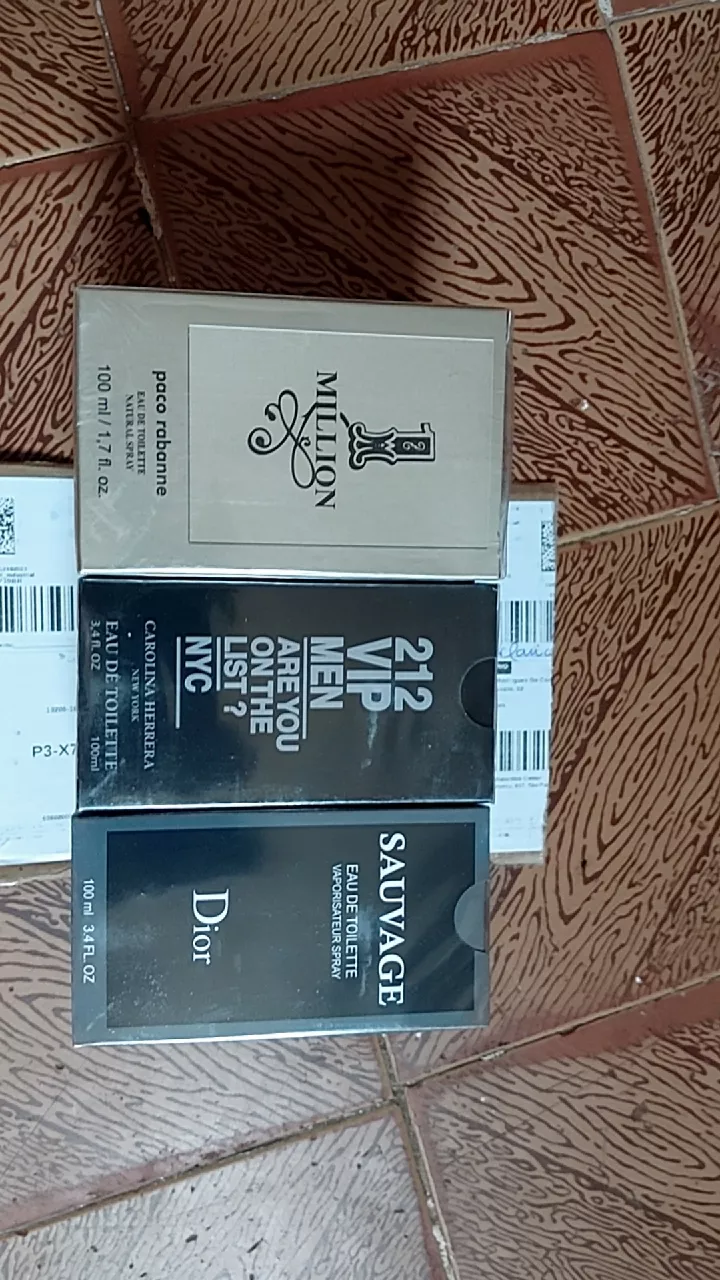 1
MILLION
paco rabanne
EAU DE TOILETTE
NATURAL SPRAY
100 ml / 1,7 fl. oz.
212
VIP
MEN
ARE YOU
ON THE
LIST ?
NYC
CAROLINA HERRERA
NEW YORK
EAU DE TOILETTE
3,4 fl. OZ 100ml
SAUVAGE
EAU DE TOILETTE
VAPORISATEUR SPRAY
Dior
100 ml 3.4 FL. OZ
P3-X7